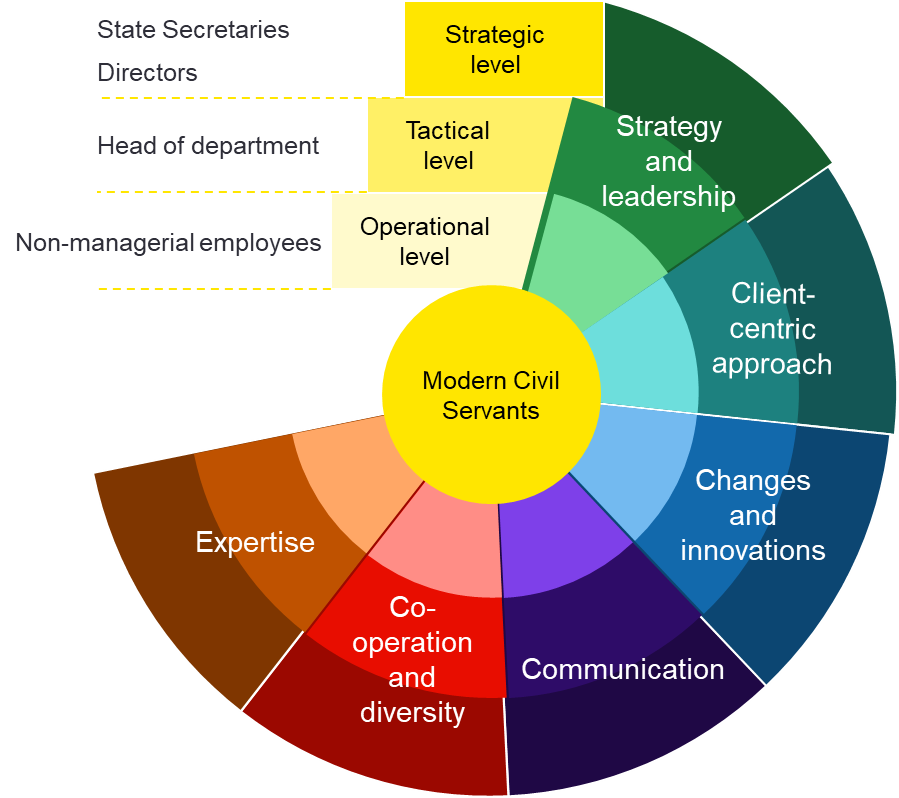 State Secretaries
Directors
Strategic
level
Head of department
Tactical
level
Non-managerial employees
Operational
level
Modern Civil
Servants
Strategy
and
leadership
Client-
centric
approach
Changes
and
innovations
Communication
Co-
operation
and
diversity
Expertise